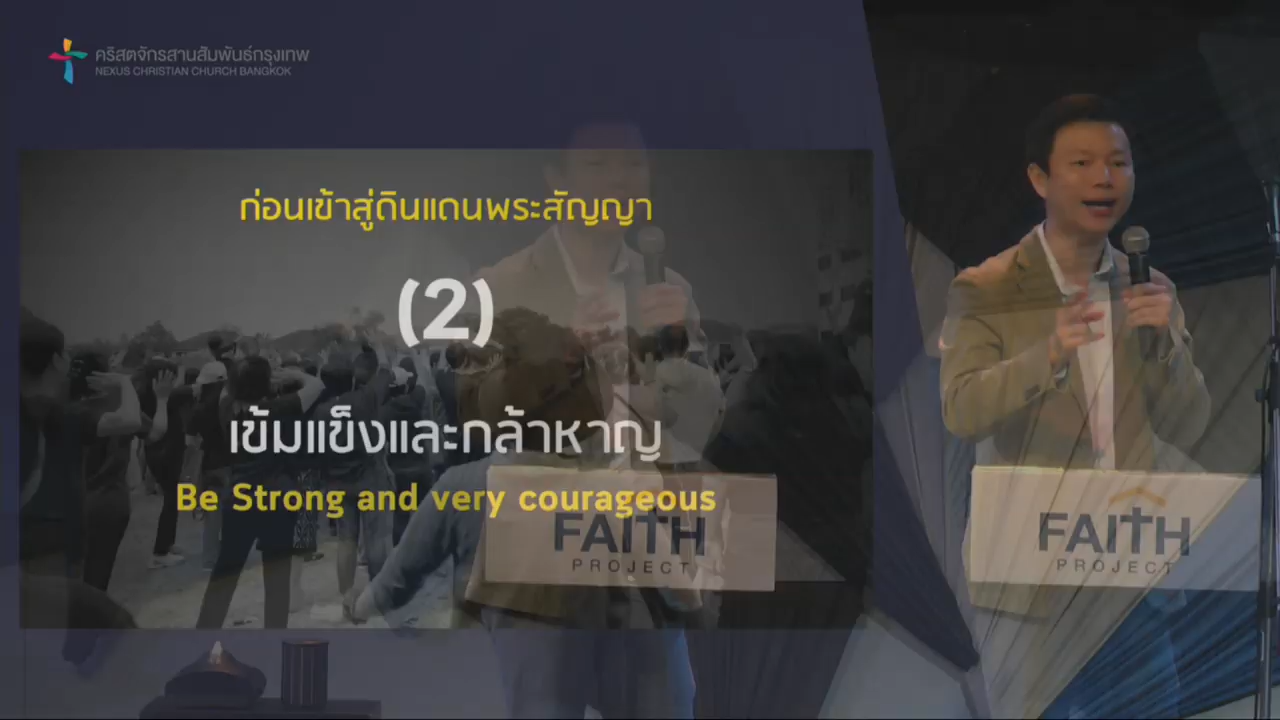 คริสตจักรสานสัมพันธ์กรุงเทพ
NEXUS CHRISTIAN CHURCH BANGKOK
ก่อนเข้าสู่ดินแดนพระสัญญา
(2)
เข้มแข็งและกล้าหาญ
Be Strong and very courageous
FAITH
PROJECT
FAITH
PROJECT